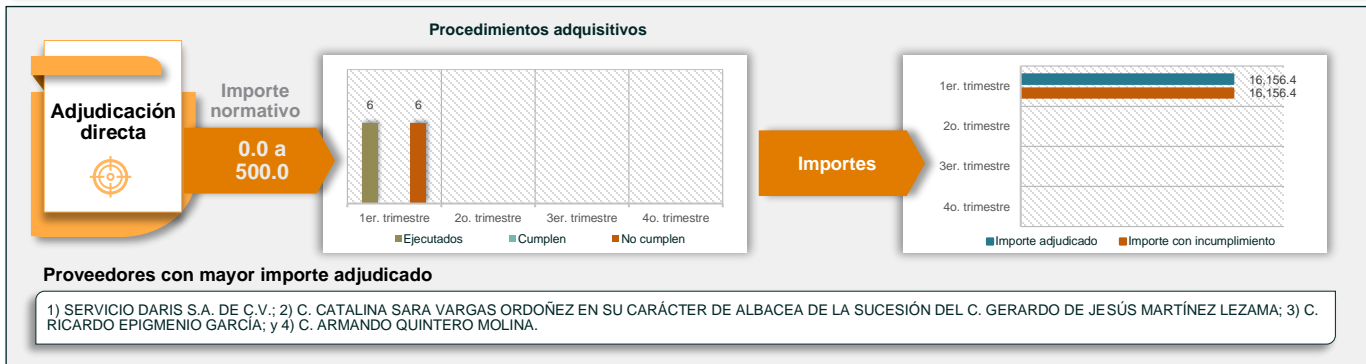 Procedimientos adquisitivos
Adjudicación
directa
Importe
normativo
0.0 a
500.0
6
6
1er. trimestre
2o. trimestre
3er. trimestre
4o. trimestre
Ejecutados
Cumplen
No cumplen
Importes
1er. trimestre
16,156.4
16,156.4
2o. trimestre
3er. trimestre
4o. trimestre
Importe adjudicado
Importe con incumplimiento
Proveedores con mayor importe adjudicado
1) SERVICIO DARIS S.A. DE C.V.; 2) C. CATALINA SARA VARGAS ORDOÑEZ EN SU CARÁCTER DE ALBACEA DE LA SUCESIÓN DEL C. GERARDO DE JESÚS MARTÍNEZ LEZAMA; 3) C.
RICARDO EPIGMENIO GARCÍA; y 4) C. ARMANDO QUINTERO MOLINA.